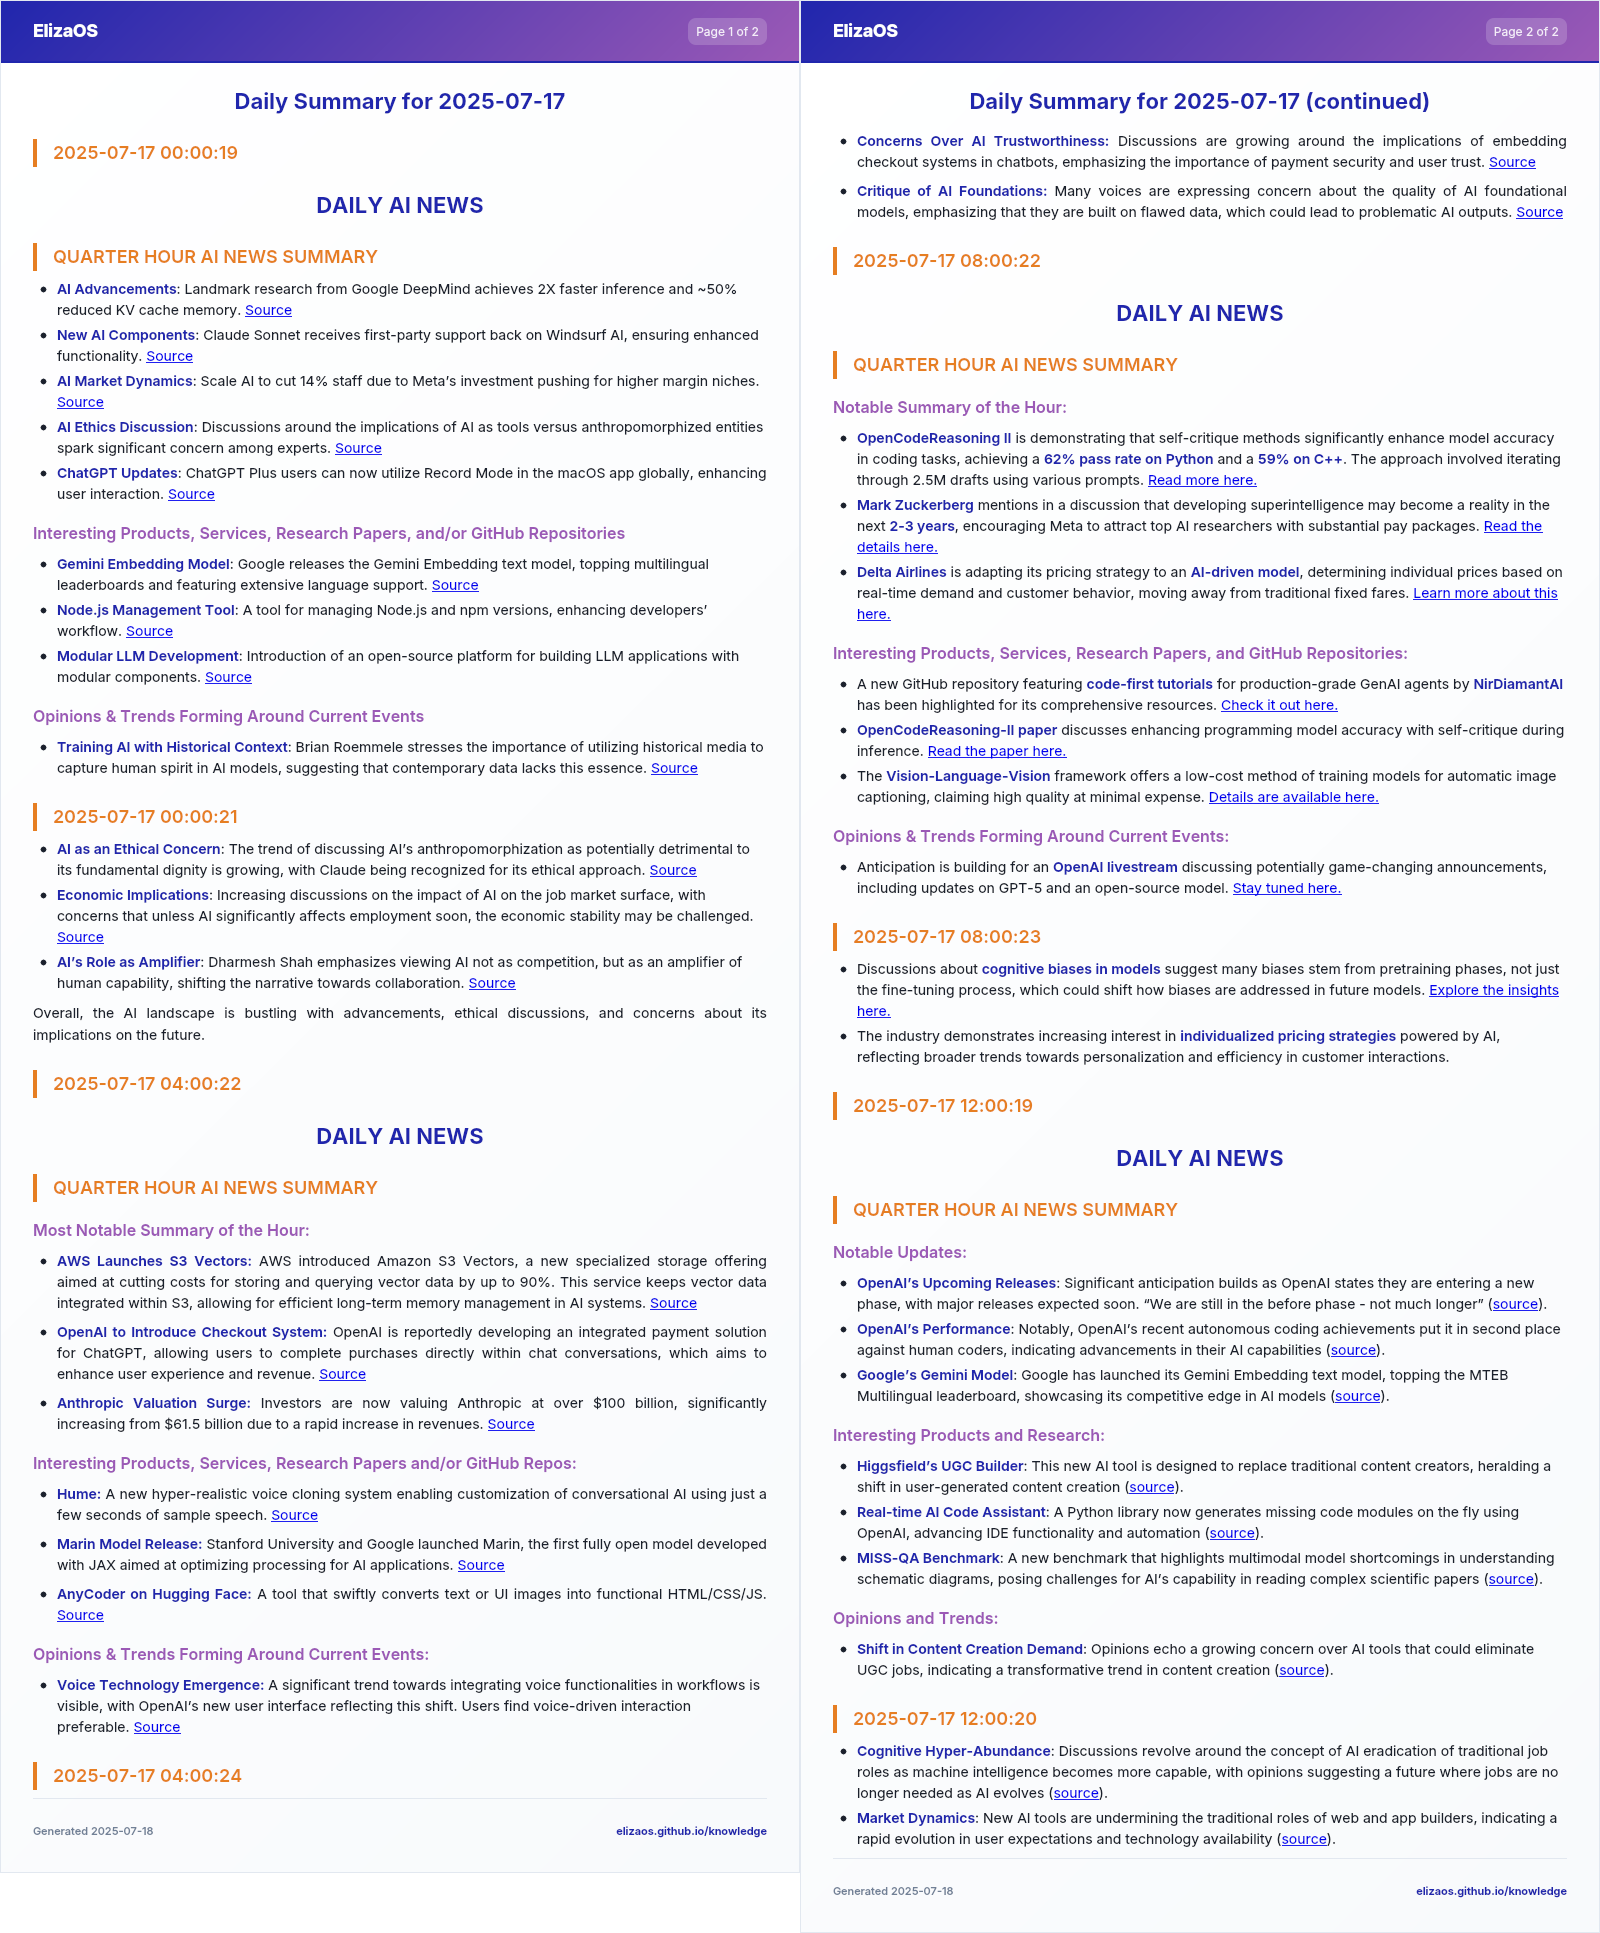 ElizaOS
Page 1 of 2
Daily Summary for 2025-07-17
2025-07-17 00:00:19
DAILY AI NEWS
QUARTER HOUR AI NEWS SUMMARY
• AI Advancements: Landmark research from Google DeepMind achieves 2X faster inference and ~50%
reduced KV cache memory. Source
• New AI Components: Claude Sonnet receives first-party support back on Windsurf AI, ensuring enhanced
functionality. Source
• AI Market Dynamics: Scale AI to cut 14% staff due to Meta’s investment pushing for higher margin niches.
Source
• AI Ethics Discussion: Discussions around the implications of AI as tools versus anthropomorphized entities
spark significant concern among experts. Source
• ChatGPT Updates: ChatGPT Plus users can now utilize Record Mode in the macOS app globally, enhancing
user interaction. Source
Interesting Products, Services, Research Papers, and/or GitHub Repositories
• Gemini Embedding Model: Google releases the Gemini Embedding text model, topping multilingual
leaderboards and featuring extensive language support. Source
• Node.js Management Tool: A tool for managing Node.js and npm versions, enhancing developers’
workflow. Source
• Modular LLM Development: Introduction of an open-source platform for building LLM applications with
modular components. Source
Opinions & Trends Forming Around Current Events
• Training AI with Historical Context: Brian Roemmele stresses the importance of utilizing historical media to
capture human spirit in AI models, suggesting that contemporary data lacks this essence. Source
2025-07-17 00:00:21
• AI as an Ethical Concern: The trend of discussing AI’s anthropomorphization as potentially detrimental to
its fundamental dignity is growing, with Claude being recognized for its ethical approach. Source
• Economic Implications: Increasing discussions on the impact of AI on the job market surface, with
concerns that unless AI significantly affects employment soon, the economic stability may be challenged.
Source
• AI’s Role as Amplifier: Dharmesh Shah emphasizes viewing AI not as competition, but as an amplifier of
human capability, shifting the narrative towards collaboration. Source
Overall, the AI landscape is bustling with advancements, ethical discussions, and concerns about its
implications on the future.
2025-07-17 04:00:22
DAILY AI NEWS
QUARTER HOUR AI NEWS SUMMARY
Most Notable Summary of the Hour:
• AWS Launches S3 Vectors: AWS introduced Amazon S3 Vectors, a new specialized storage offering
aimed at cutting costs for storing and querying vector data by up to 90%. This service keeps vector data
integrated within S3, allowing for efficient long-term memory management in AI systems. Source
• OpenAI to Introduce Checkout System: OpenAI is reportedly developing an integrated payment solution
for ChatGPT, allowing users to complete purchases directly within chat conversations, which aims to
enhance user experience and revenue. Source
• Anthropic Valuation Surge: Investors are now valuing Anthropic at over $100 billion, significantly
increasing from $61.5 billion due to a rapid increase in revenues. Source
Interesting Products, Services, Research Papers and/or GitHub Repos:
• Hume: A new hyper-realistic voice cloning system enabling customization of conversational AI using just a
few seconds of sample speech. Source
• Marin Model Release: Stanford University and Google launched Marin, the first fully open model developed
with JAX aimed at optimizing processing for AI applications. Source
• AnyCoder on Hugging Face: A tool that swiftly converts text or UI images into functional HTML/CSS/JS.
Source
Opinions & Trends Forming Around Current Events:
• Voice Technology Emergence: A significant trend towards integrating voice functionalities in workflows is
visible, with OpenAI’s new user interface reflecting this shift. Users find voice-driven interaction
preferable. Source
2025-07-17 04:00:24
Generated 2025-07-18
elizaos.github.io/knowledge
ElizaOS
Page 2 of 2
Daily Summary for 2025-07-17 (continued)
• Concerns Over AI Trustworthiness: Discussions are growing around the implications of embedding
checkout systems in chatbots, emphasizing the importance of payment security and user trust. Source
• Critique of AI Foundations: Many voices are expressing concern about the quality of AI foundational
models, emphasizing that they are built on flawed data, which could lead to problematic AI outputs. Source
2025-07-17 08:00:22
DAILY AI NEWS
QUARTER HOUR AI NEWS SUMMARY
Notable Summary of the Hour:
• OpenCodeReasoning II is demonstrating that self-critique methods significantly enhance model accuracy
in coding tasks, achieving a 62% pass rate on Python and a 59% on C++. The approach involved iterating
through 2.5M drafts using various prompts. Read more here.
• Mark Zuckerberg mentions in a discussion that developing superintelligence may become a reality in the
next 2-3 years, encouraging Meta to attract top AI researchers with substantial pay packages. Read the
details here.
• Delta Airlines is adapting its pricing strategy to an AI-driven model, determining individual prices based on
real-time demand and customer behavior, moving away from traditional fixed fares. Learn more about this
here.
Interesting Products, Services, Research Papers, and GitHub Repositories:
• A new GitHub repository featuring code-first tutorials for production-grade GenAI agents by NirDiamantAI
has been highlighted for its comprehensive resources. Check it out here.
• OpenCodeReasoning-II paper discusses enhancing programming model accuracy with self-critique during
inference. Read the paper here.
• The Vision-Language-Vision framework offers a low-cost method of training models for automatic image
captioning, claiming high quality at minimal expense. Details are available here.
Opinions & Trends Forming Around Current Events:
• Anticipation is building for an OpenAI livestream discussing potentially game-changing announcements,
including updates on GPT-5 and an open-source model. Stay tuned here.
2025-07-17 08:00:23
• Discussions about cognitive biases in models suggest many biases stem from pretraining phases, not just
the fine-tuning process, which could shift how biases are addressed in future models. Explore the insights
here.
• The industry demonstrates increasing interest in individualized pricing strategies powered by AI,
reflecting broader trends towards personalization and efficiency in customer interactions.
2025-07-17 12:00:19
DAILY AI NEWS
QUARTER HOUR AI NEWS SUMMARY
Notable Updates:
• OpenAI’s Upcoming Releases: Significant anticipation builds as OpenAI states they are entering a new
phase, with major releases expected soon. “We are still in the before phase - not much longer” (source).
• OpenAI’s Performance: Notably, OpenAI’s recent autonomous coding achievements put it in second place
against human coders, indicating advancements in their AI capabilities (source).
• Google’s Gemini Model: Google has launched its Gemini Embedding text model, topping the MTEB
Multilingual leaderboard, showcasing its competitive edge in AI models (source).
Interesting Products and Research:
• Higgsfield’s UGC Builder: This new AI tool is designed to replace traditional content creators, heralding a
shift in user-generated content creation (source).
• Real-time AI Code Assistant: A Python library now generates missing code modules on the fly using
OpenAI, advancing IDE functionality and automation (source).
• MISS-QA Benchmark: A new benchmark that highlights multimodal model shortcomings in understanding
schematic diagrams, posing challenges for AI’s capability in reading complex scientific papers (source).
Opinions and Trends:
• Shift in Content Creation Demand: Opinions echo a growing concern over AI tools that could eliminate
UGC jobs, indicating a transformative trend in content creation (source).
2025-07-17 12:00:20
• Cognitive Hyper-Abundance: Discussions revolve around the concept of AI eradication of traditional job
roles as machine intelligence becomes more capable, with opinions suggesting a future where jobs are no
longer needed as AI evolves (source).
• Market Dynamics: New AI tools are undermining the traditional roles of web and app builders, indicating a
rapid evolution in user expectations and technology availability (source).
Generated 2025-07-18
elizaos.github.io/knowledge